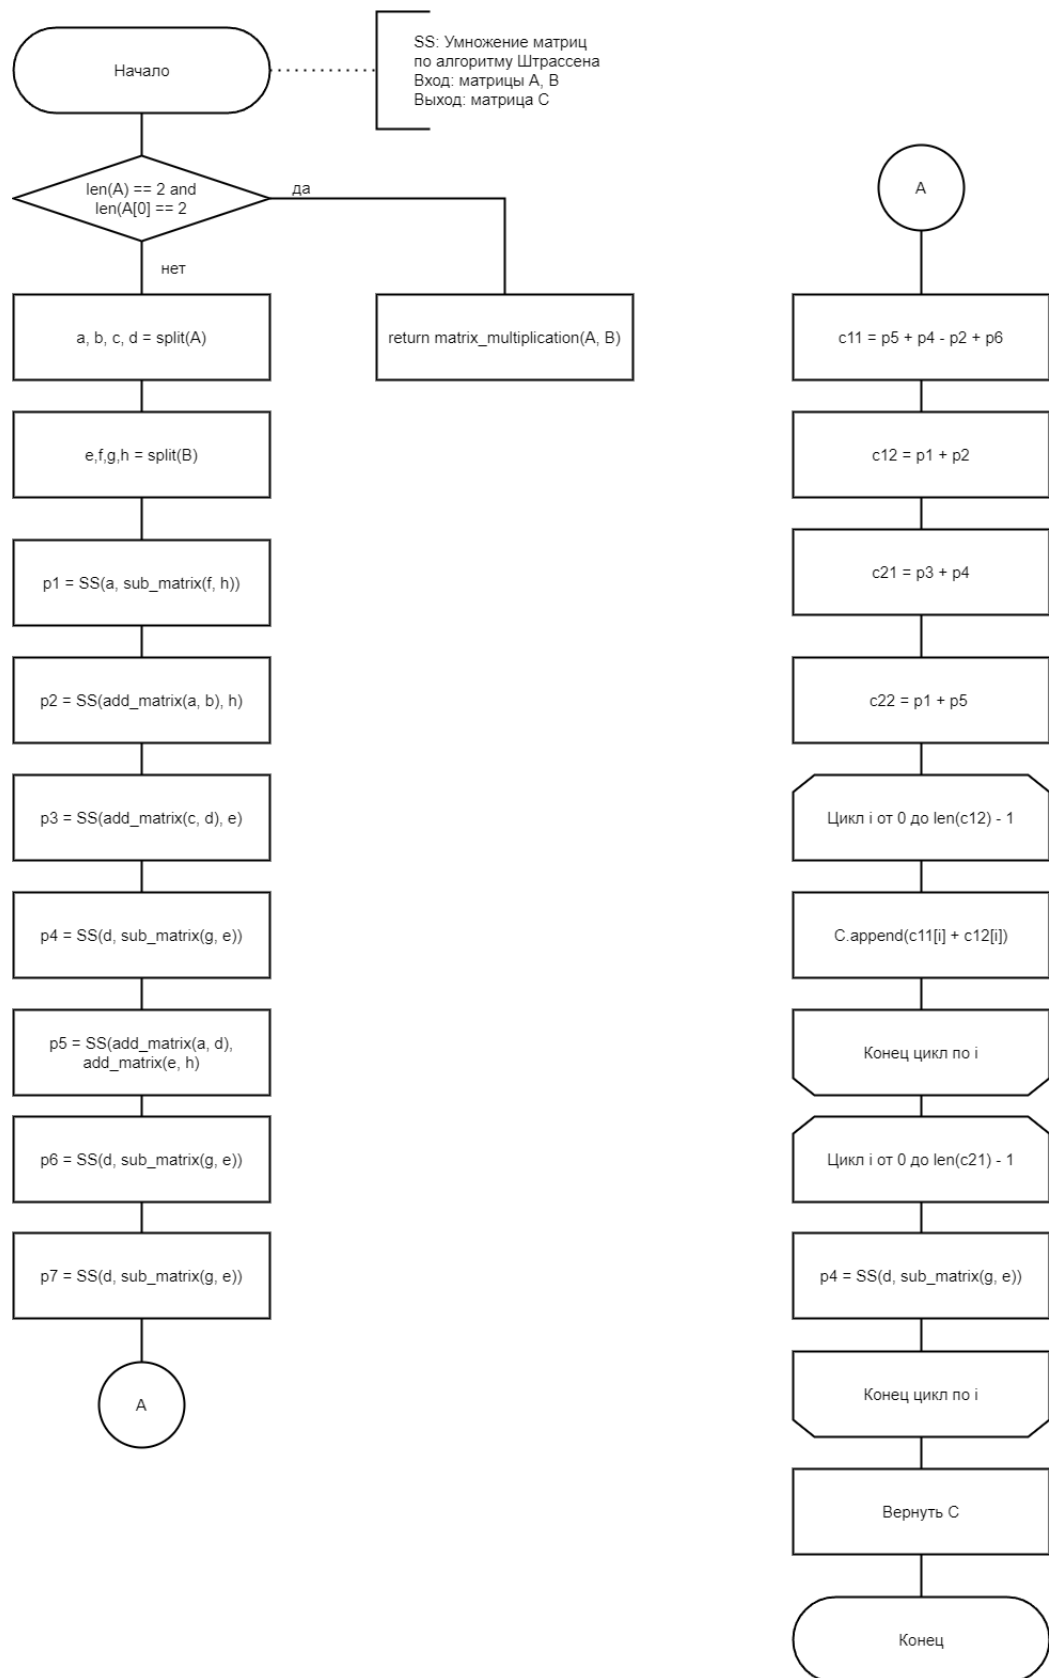 Начало
SS: Умножение матриц
по алгоритму Штрассена
Вход: матрицы А, В
Выход: матрица С
len(A) == 2 and
len(A[0] == 2
да
нет
a, b, c, d = split(A)
return matrix_multiplication(A, B)
e,f,g,h = split(B)
p1 = SS(a, sub_matrix(f, h))
p2 = SS(add_matrix(a, b), h)
p3 = SS(add_matrix(c, d), e)
p4 = SS(d, sub_matrix(g, e))
p5 = SS(add_matrix(a, d),
add_matrix(e, h)
p6 = SS(d, sub_matrix(g, e))
p7 = SS(d, sub_matrix(g, e))
A
A
c11 = p5 + p4 - p2 + p6
c12 = p1 + p2
c21 = p3 + p4
c22 = p1 + p5
Цикл i от 0 до len(c12) - 1
C.append(c11[i] + c12[i])
Конец цикл по i
Цикл i от 0 до len(c21) - 1
p4 = SS(d, sub_matrix(g, e))
Конец цикл по i
Вернуть С
Конец